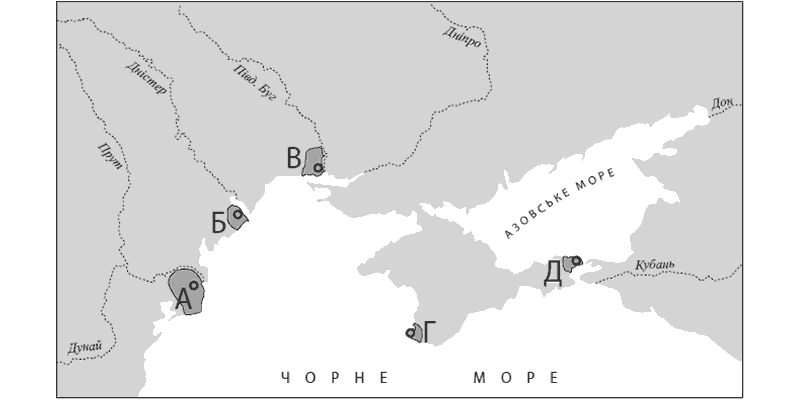 Дніпро
Дністер
Півд. Буг
Дон
Прут
В
АЗОВСЬКЕ МОРЕ
Б
Д
Кубань
А
Г
Дунай
ЧОРНЕ МОРЕ